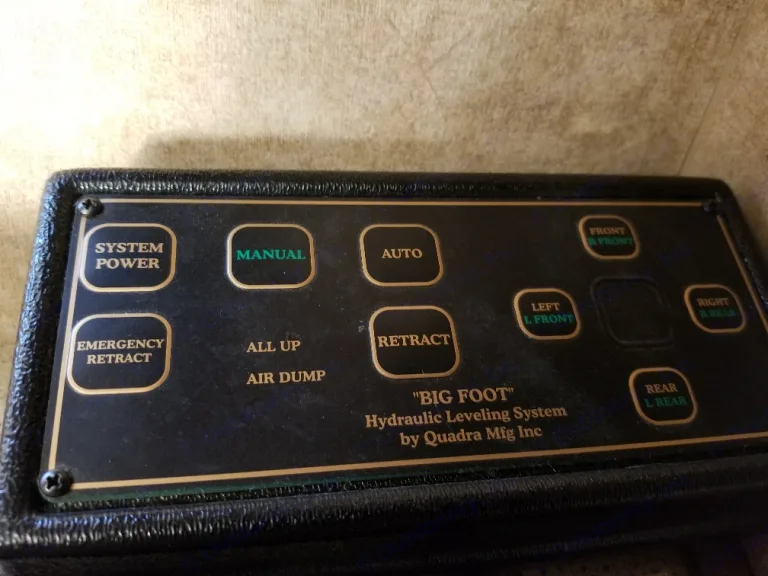 SYSTEM
POWER
MANUAL
AUTO
FRONT
R FRONT
LEFT
L FRONT
RIGHT
R REAR
EMERGENCY
RETRACT
ALL UP
AIR DUMP
RETRACT
REAR
L REAR
"BIG FOOT"
Hydraulic Leveling System
by Quadra Mfg Inc